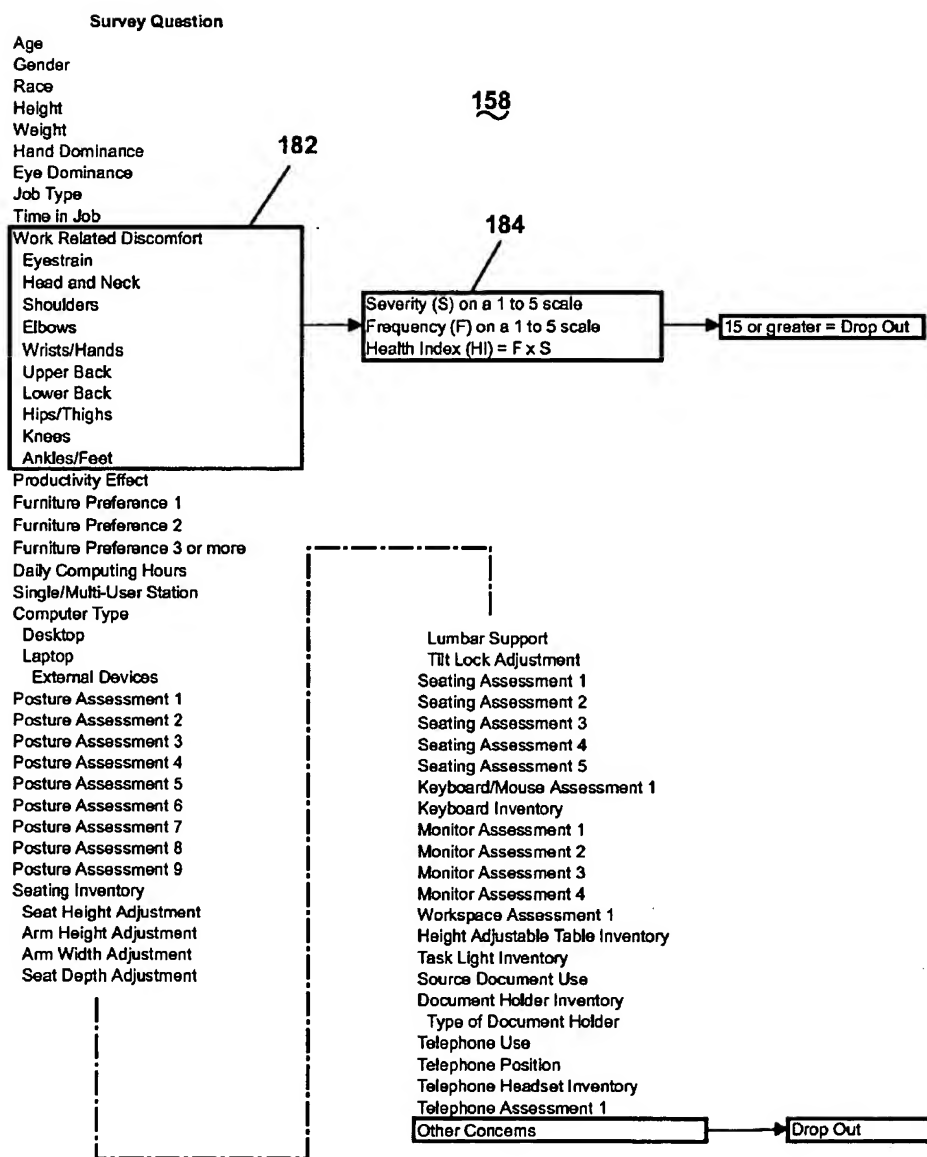 Survey Question
Age
Gender
Race
Height
Weight
Hand Dominance
Eye Dominance
Job Type
Time in Job
158
182
Work Related Discomfort
Eyestrain
Head and Neck
Shoulders
Elbows
Wrists/Hands
Upper Back
Lower Back
Hips/Thighs
Knees
Ankles/Feet
184
Severity (S) on a 1 to 5 scale
Frequency (F) on a 1 to 5 scale
Health Index (HI) = F x S
15 or greater = Drop Out
Productivity Effect
Furniture Preference 1
Furniture Preference 2
Furniture Preference 3 or more
Daily Computing Hours
Single/Multi-User Station
Computer Type
Desktop
Laptop
External Devices
Posture Assessment 1
Posture Assessment 2
Posture Assessment 3
Posture Assessment 4
Posture Assessment 5
Posture Assessment 6
Posture Assessment 7
Posture Assessment 8
Posture Assessment 9
Seating Inventory
Seat Height Adjustment
Arm Height Adjustment
Arm Width Adjustment
Seat Depth Adjustment
Lumbar Support
Tilt Lock Adjustment
Seating Assessment 1
Seating Assessment 2
Seating Assessment 3
Seating Assessment 4
Seating Assessment 5
Keyboard/Mouse Assessment 1
Keyboard Inventory
Monitor Assessment 1
Monitor Assessment 2
Monitor Assessment 3
Monitor Assessment 4
Workspace Assessment 1
Height Adjustable Table Inventory
Task Light Inventory
Source Document Use
Document Holder Inventory
Type of Document Holder
Telephone Use
Telephone Position
Telephone Headset Inventory
Telephone Assessment 1
Other Concerns
Drop Out